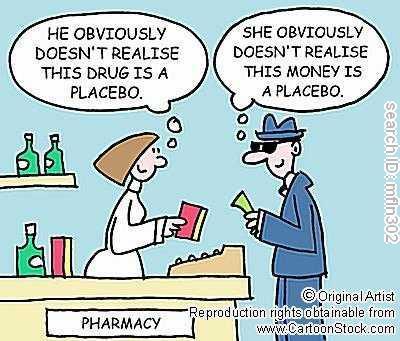 HE OBVIOUSLY
DOESN'T REALISE
THIS DRUG IS A
PLACEBO.
SHE OBVIOUSLY
DOESN'T REALISE
THIS MONEY IS
A PLACEBO.
PHARMACY
© Original Artist
Reproduction rights obtainable from
www.CartoonStock.com
search ID: mfln302